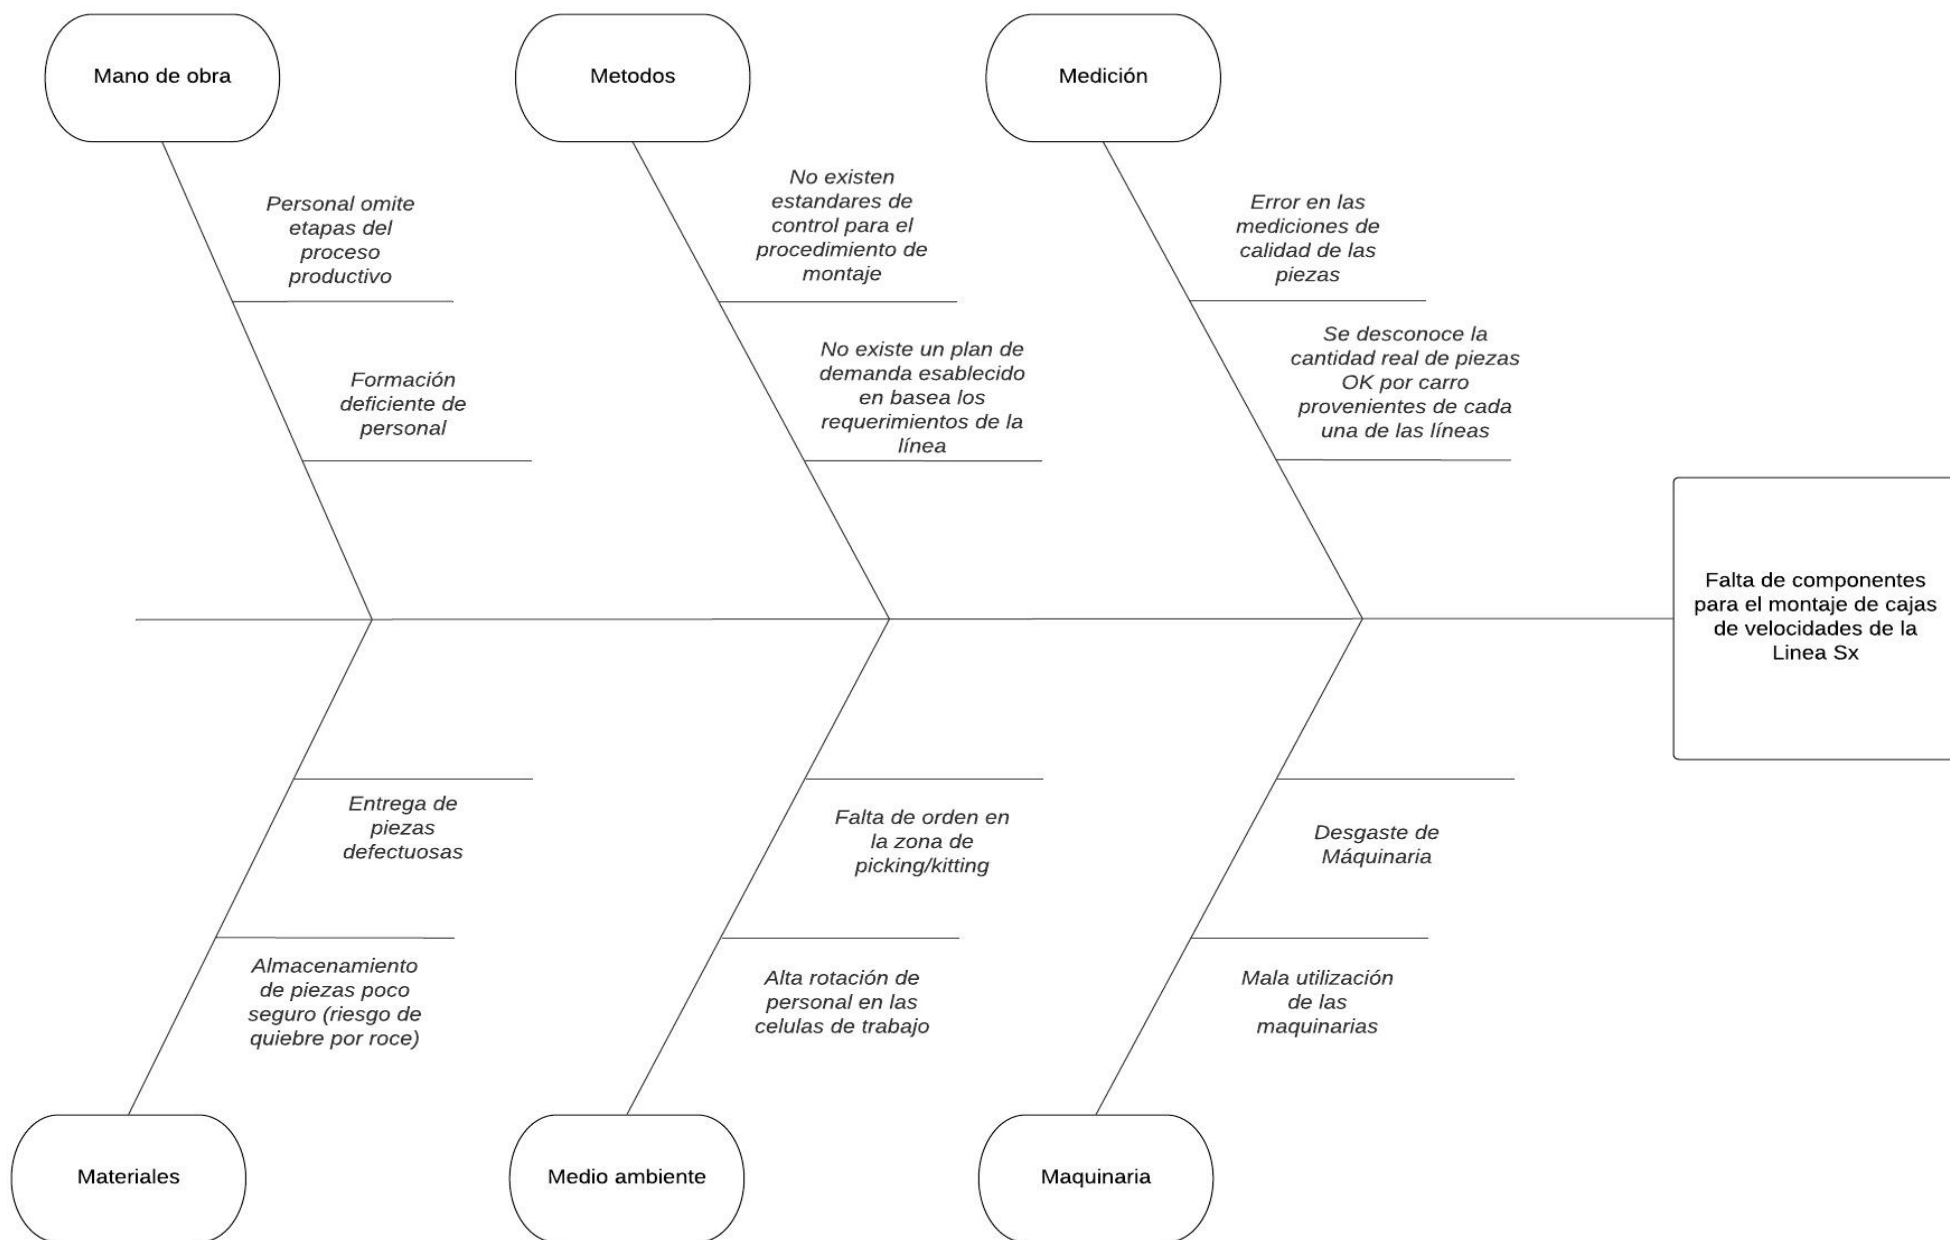 Mano de obra
Metodos
Medición
Personal omite
etapas del
proceso
productivo
Formación
deficiente de
personal
No existen
estandares de
control para el
procedimiento de
montaje
No existe un plan de
demanda esablecido
en basea los
requerimientos de la
línea
Error en las
mediciones de
calidad de las
piezas
Se desconoce la
cantidad real de piezas
OK por carro
provenientes de cada
una de las líneas
Falta de componentes
para el montaje de cajas
de velocidades de la
Linea Sx
Entrega de
piezas
defectuosas
Almacenamiento
de piezas poco
seguro (riesgo de
quiebre por roce)
Falta de orden en
la zona de
picking/kitting
Alta rotación de
personal en las
celulas de trabajo
Desgaste de
Máquinaria
Mala utilización
de las
maquinarias
Materiales
Medio ambiente
Maquinaria